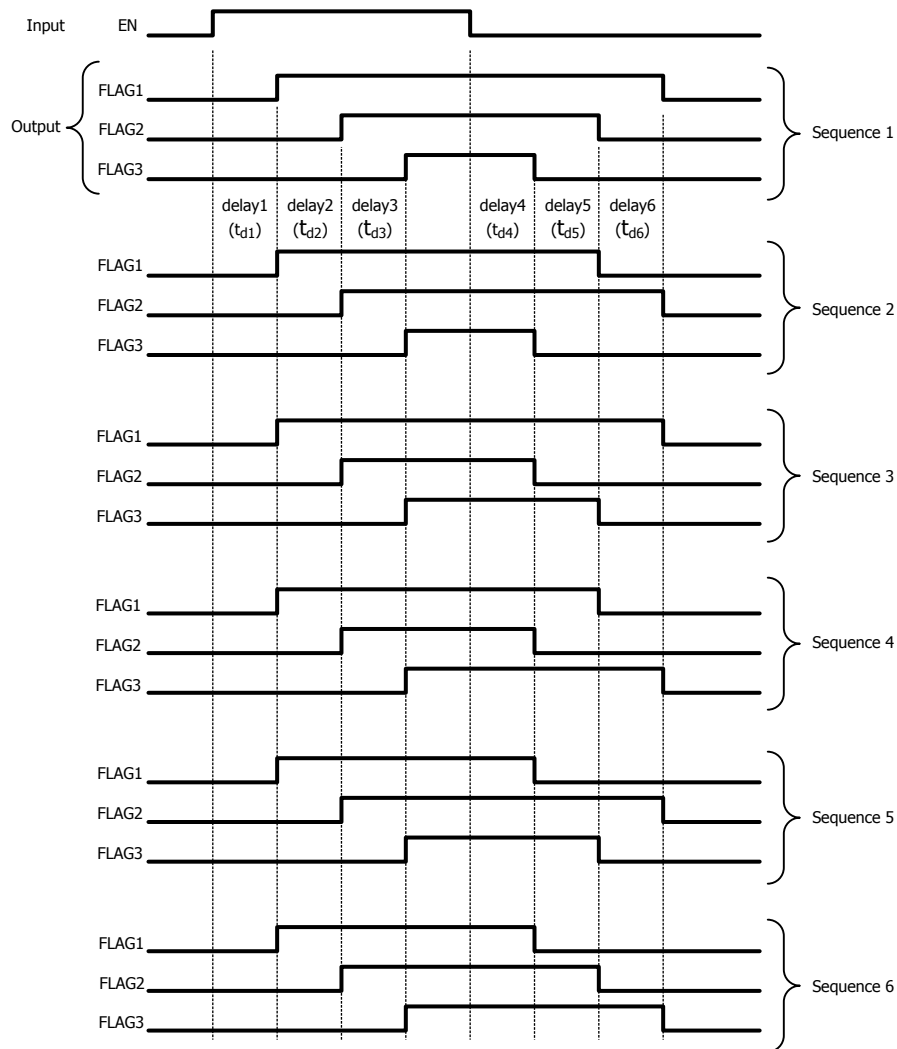 Input EN
FLAG1
Output FLAG2 Sequence 1
FLAG3
delay1 delay2 delay3 delay4 delay5 delay6
(td1) (td2) (td3) (td4) (td5) (td6)
FLAG1
FLAG2 Sequence 2
FLAG3
FLAG1
FLAG2 Sequence 3
FLAG3
FLAG1
FLAG2 Sequence 4
FLAG3
FLAG1
FLAG2 Sequence 5
FLAG3
FLAG1
FLAG2 Sequence 6
FLAG3